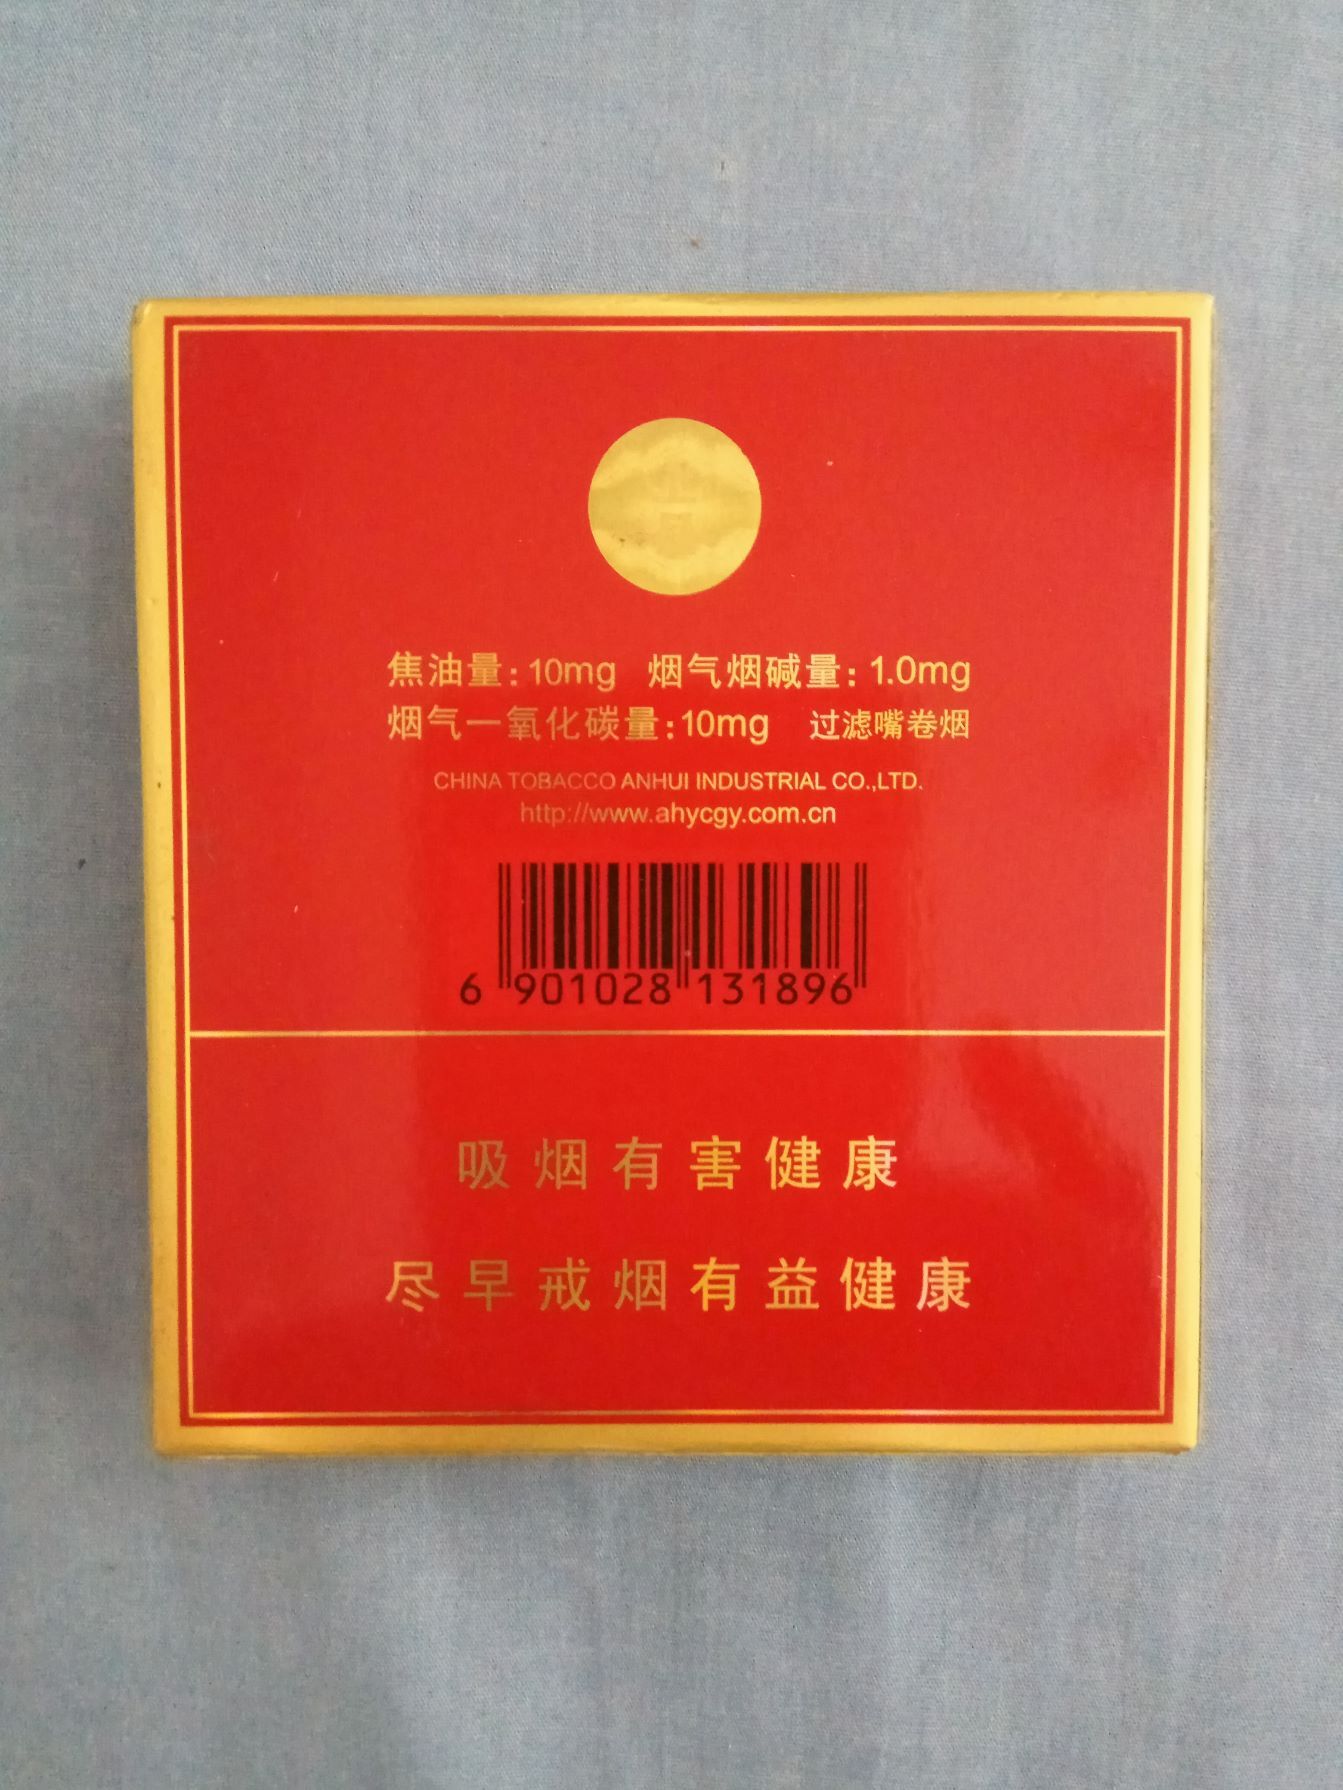 焦油量:10mg 烟气烟碱量:1.0mg
烟气一氧化碳量:10mg 过滤嘴卷烟
CHINA TOBACCO ANHUI INDUSTRIAL CO.,LTD.
http://www.ahycgy.com.cn
6 901028 131896
吸烟有害健康
尽早戒烟有益健康